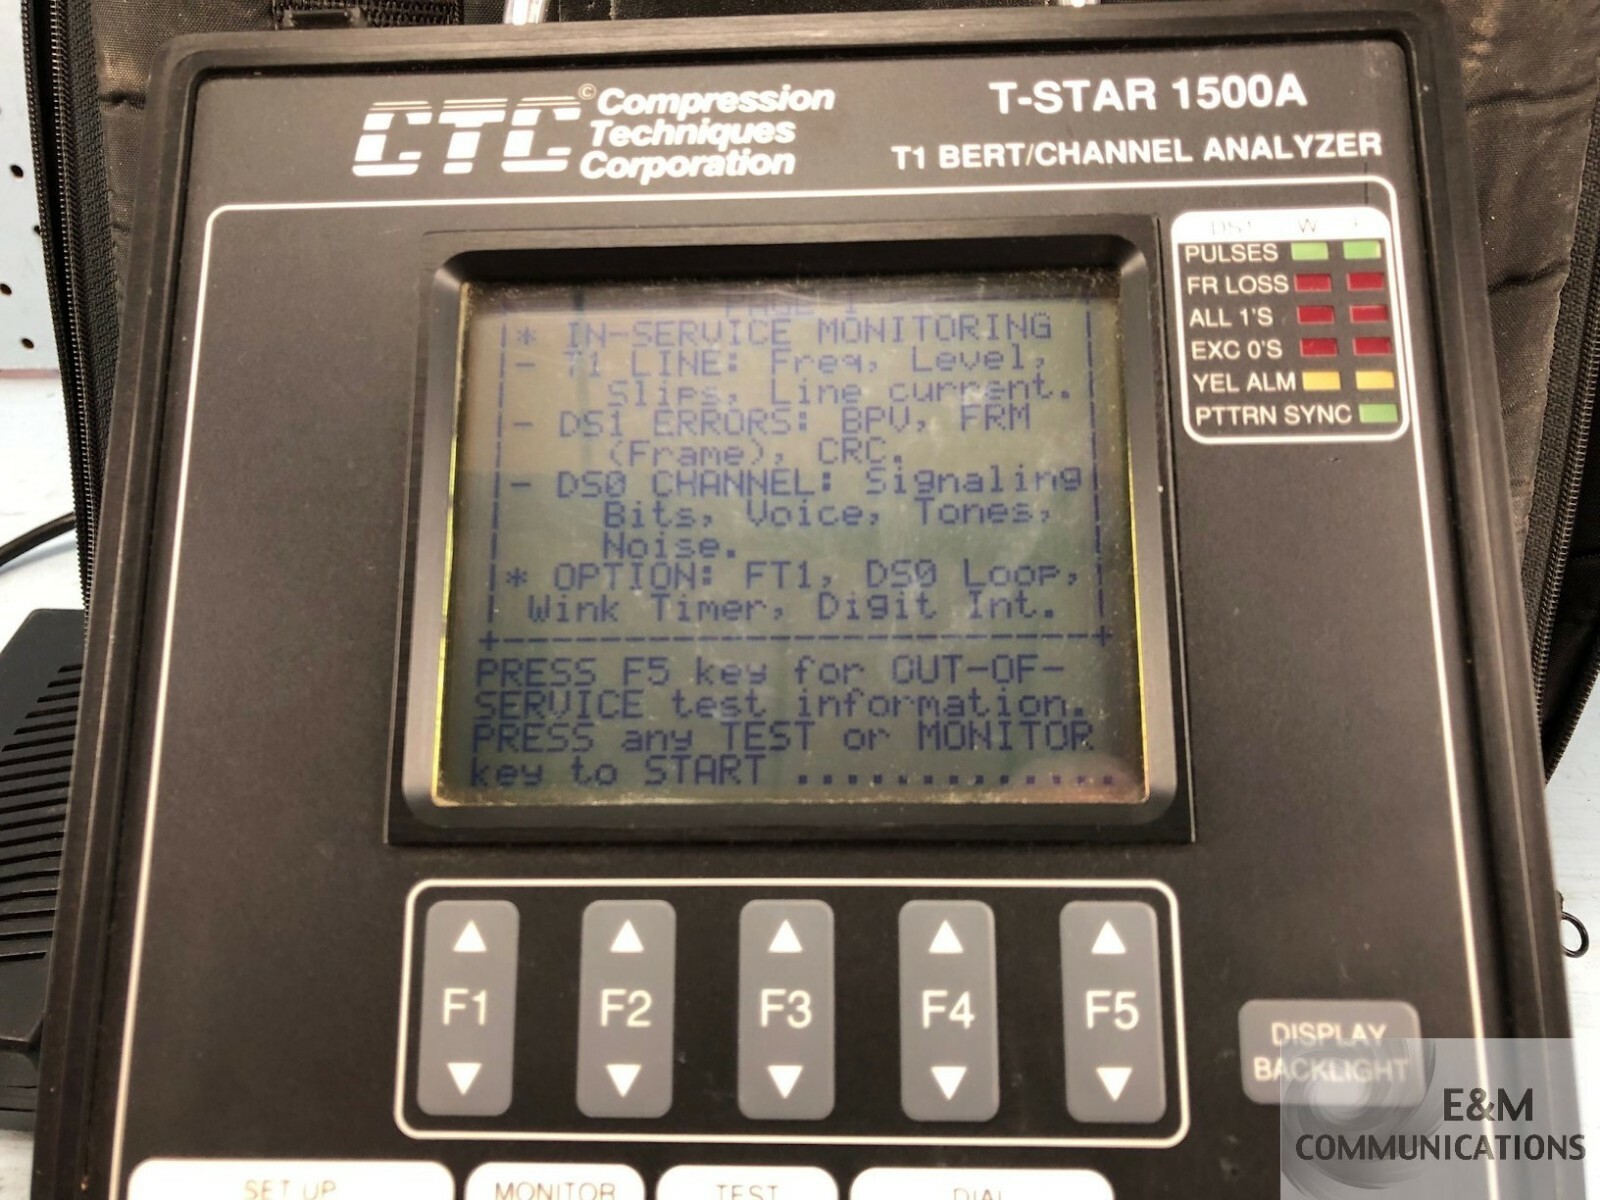 CTC © Compression
Techniques
Corporation
T-STAR 1500A
T1 BERT/CHANNEL ANALYZER
DS1 W
PULSES
FR LOSS
ALL 1'S
EXC 0'S
YEL ALM
PTTRN SYNC
PAGE 1
|* IN-SERVICE MONITORING |
|- T1 LINE: Freq, Level, |
| Slips, Line current. |
|- DS1 ERRORS: BPV, FRM |
| (Frame), CRC. |
|- DS0 CHANNEL: Signaling|
| Bits, Voice, Tones, |
| Noise. |
|* OPTION: FT1, DS0 Loop, |
| Wink Timer, Digit Int. |
+--------------------------+
PRESS F5 key for OUT-OF-
SERVICE test information.
PRESS any TEST or MONITOR
key to START .............
F1 F2 F3 F4 F5
DISPLAY
BACKLIGHT
SET UP MONITOR TEST DIAL
E&M
COMMUNICATIONS